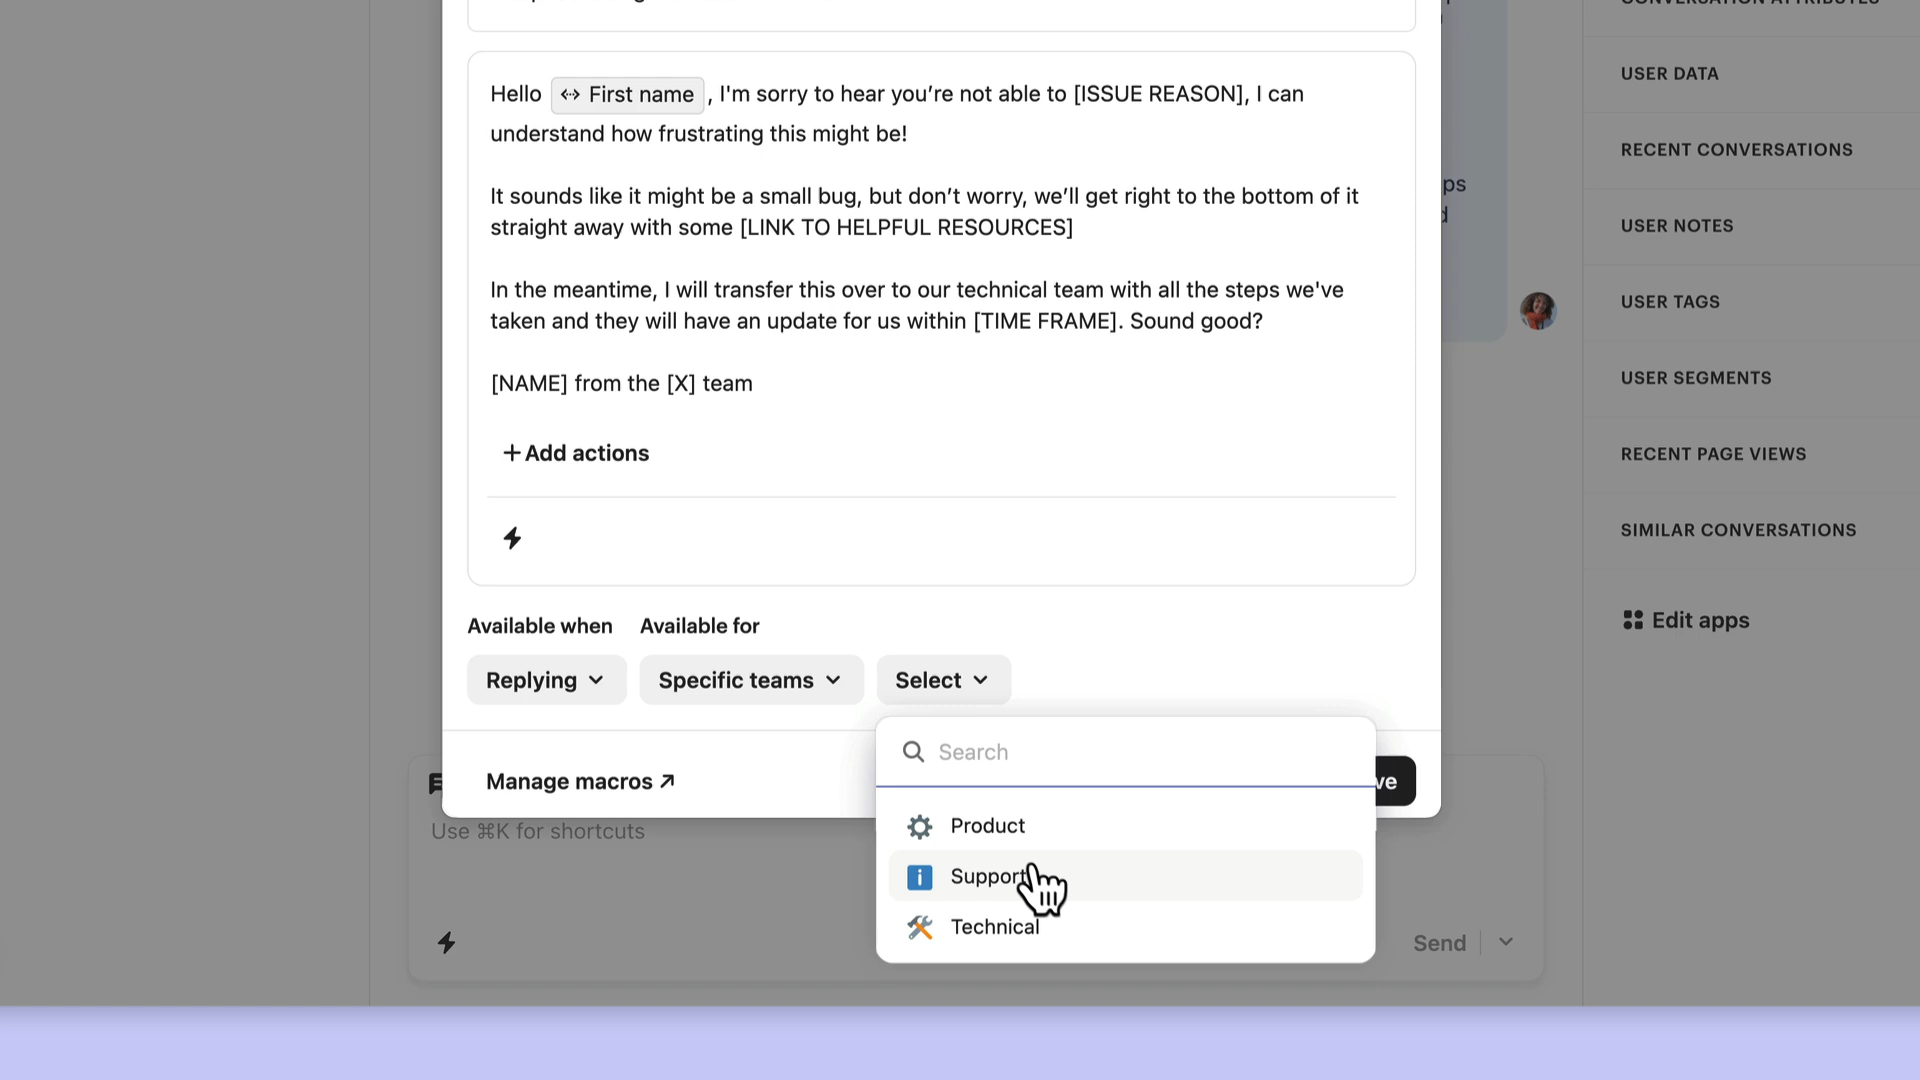 Hello First name , I'm sorry to hear you're not able to [ISSUE REASON], I can
understand how frustrating this might be!
It sounds like it might be a small bug, but don't worry, we'll get right to the bottom of it
straight away with some [LINK TO HELPFUL RESOURCES]
In the meantime, I will transfer this over to our technical team with all the steps we've
taken and they will have an update for us within [TIME FRAME]. Sound good?
[NAME] from the [X] team
+Add actions
Available when Available for
Replying Specific teams Select
Search
Manage macros ↗
Product
Support
Technical
Use ⌘K for shortcuts
Send
CONVERSATION ATTRIBUTES
USER DATA
RECENT CONVERSATIONS
USER NOTES
USER TAGS
USER SEGMENTS
RECENT PAGE VIEWS
SIMILAR CONVERSATIONS
Edit apps